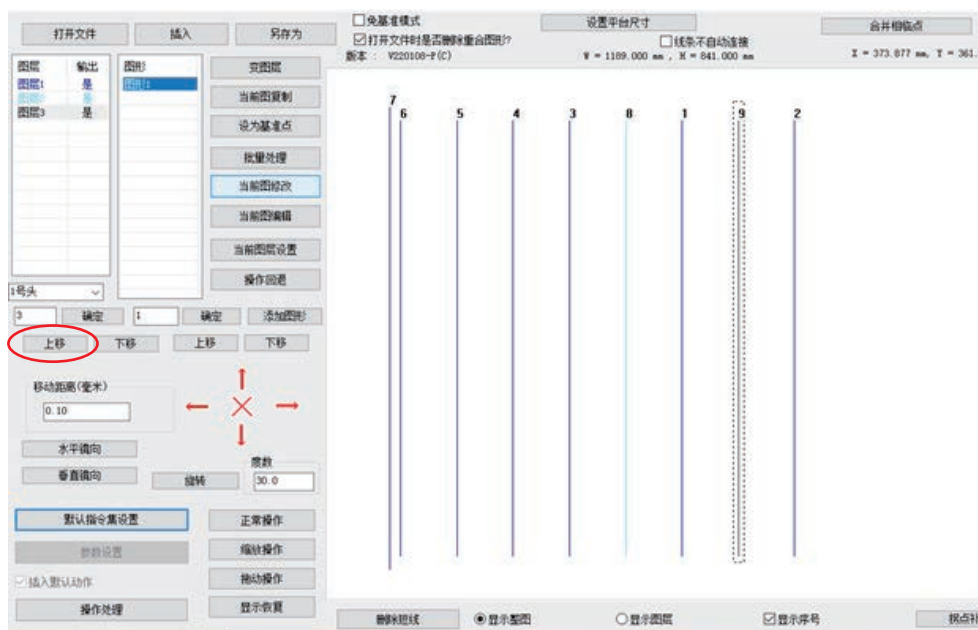 打开文件 插入 另存为
免基准模式
打开文件时是否删除重合图形?
版本 : V220108-P(C)
设置平台尺寸
线条不自动连接
W = 1189.000 mm , H = 841.000 mm
合并相临点
X = 373.877 mm, Y = 361.
图层 输出 图形
图层1 是 图形1
图层2 是
图层3 是
变图层
当前图复制
设为基准点
批量处理
当前图修改
当前图编辑
当前图层设置
操作回退
1号头
3 确定 1 确定 添加图形
上移 下移 上移 下移
移动距离(毫米)
0.10
水平镜向
垂直镜向 旋转
度数
30.0
默认指令集设置 正常操作
参数设置 缩放操作
插入默认动作 拖动操作
操作处理 显示恢复
7 6 5 4 3 8 1 9 2
删除短线 显示整图 显示图层 显示序号